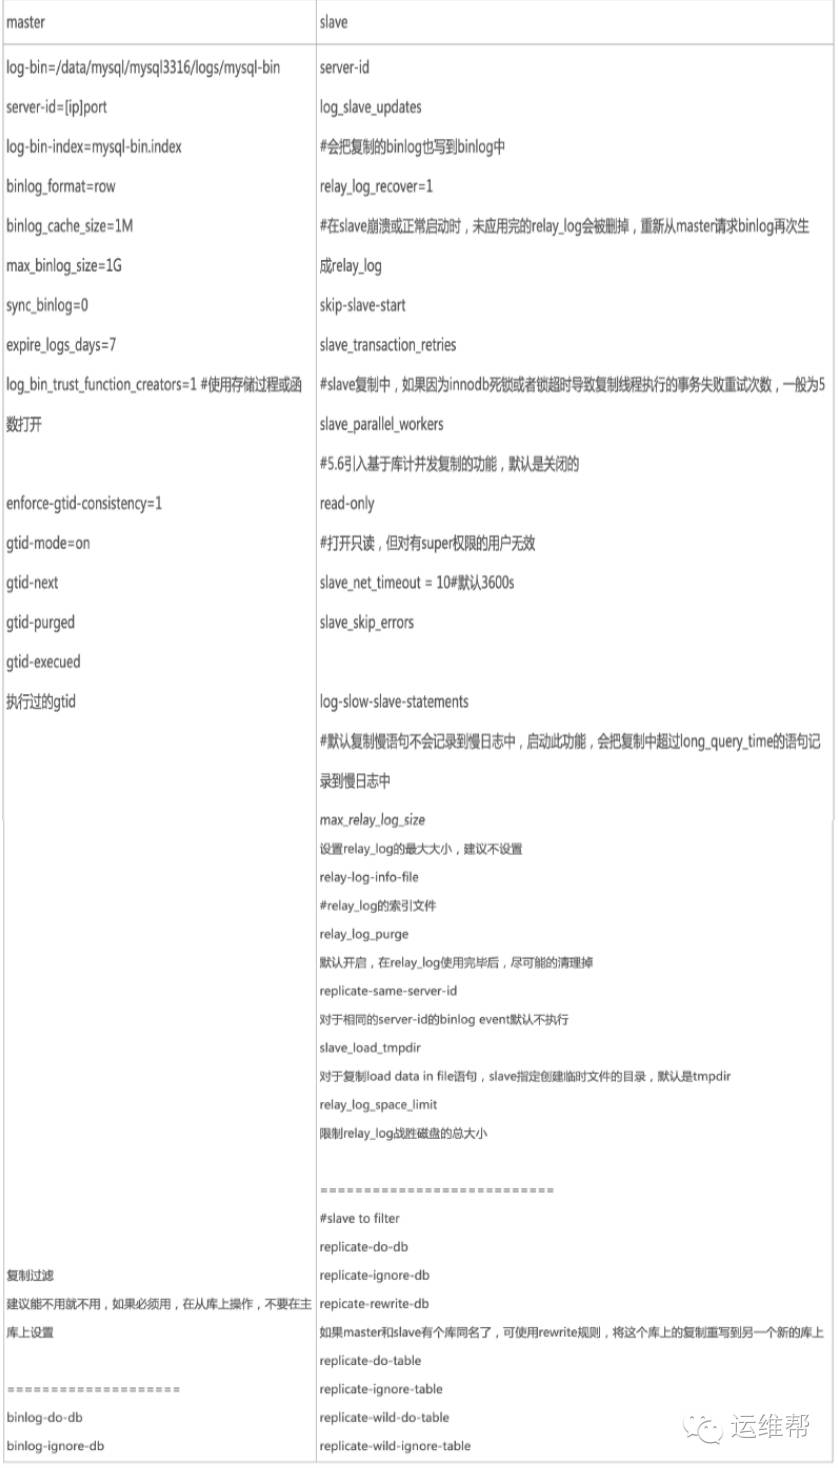 master
slave
log-bin=/data/mysql/mysql3316/logs/mysql-bin
server-id=[ip]port
log-bin-index=mysql-bin.index
binlog_format=row
binlog_cache_size=1M
max_binlog_size=1G
sync_binlog=0
expire_logs_days=7
log_bin_trust_function_creators=1 #使用存储过程或函
数打开
enforce-gtid-consistency=1
gtid-mode=on
gtid-next
gtid-purged
gtid-execued
执行过的gtid
复制过滤
建议能不用就不用，如果必须用，在从库上操作，不要在主
库上设置
====================
binlog-do-db
binlog-ignore-db
server-id
log_slave_updates
#会把复制的binlog也写到binlog中
relay_log_recover=1
#在slave崩溃或正常启动时，未应用完的relay_log会被删掉，重新从master请求binlog再次生
成relay_log
skip-slave-start
slave_transaction_retries
#slave复制中，如果因为innodb死锁或者锁超时导致复制线程执行的事务失败重试次数，一般为5
slave_parallel_workers
#5.6引入基于库计并发复制的功能，默认是关闭的
read-only
#打开只读，但对有super权限的用户无效
slave_net_timeout = 10#默认3600s
slave_skip_errors
log-slow-slave-statements
#默认复制慢语句不会记录到慢日志中，启动此功能，会把复制中超过long_query_time的语句记
录到慢日志中
max_relay_log_size
设置relay_log的最大大小，建议不设置
relay-log-info-file
#relay_log的索引文件
relay_log_purge
默认开启，在relay_log使用完毕后，尽可能的清理掉
replicate-same-server-id
对于相同的server-id的binlog event默认不执行
slave_load_tmpdir
对于复制load data in file语句，slave指定创建临时文件的目录，默认是tmpdir
relay_log_space_limit
限制relay_log战胜磁盘的总大小
===========================
#slave to filter
replicate-do-db
replicate-ignore-db
repicate-rewrite-db
如果master和slave有个库同名了，可使用rewrite规则，将这个库上的复制重写到另一个新的库上
replicate-do-table
replicate-ignore-table
replicate-wild-do-table
replicate-wild-ignore-table
运维帮